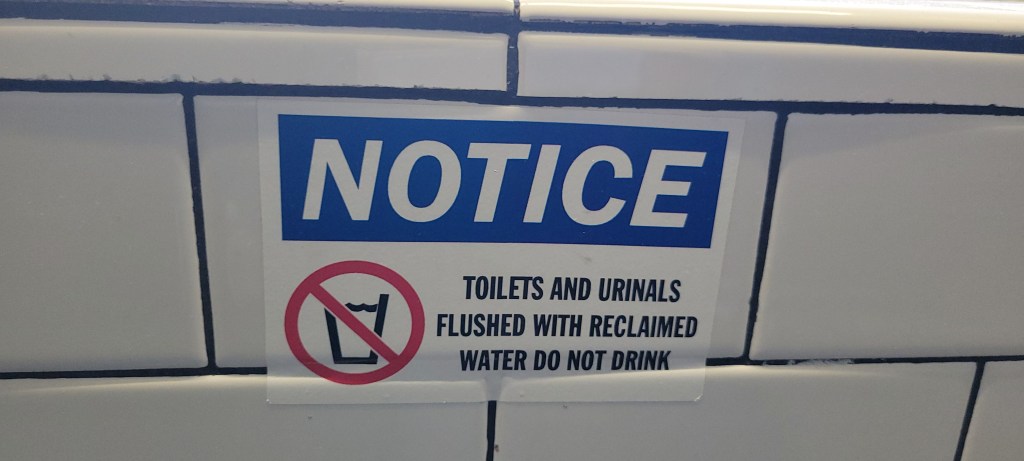 NOTICE
TOILETS AND URINALS
FLUSHED WITH RECLAIMED
WATER DO NOT DRINK